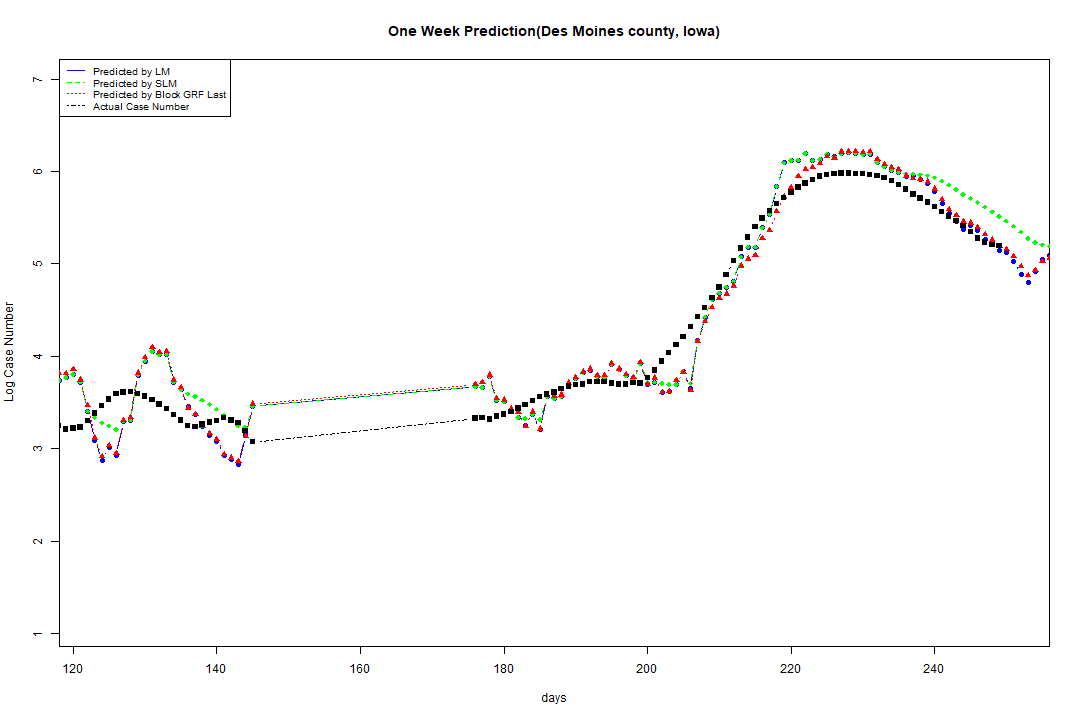 One Week Prediction(Des Moines county, Iowa)
Predicted by LM
Predicted by SLM
Predicted by Block GRF Last
Actual Case Number
7
6
5
4
3
2
1
Log Case Number
120 140 160 180 200 220 240
days